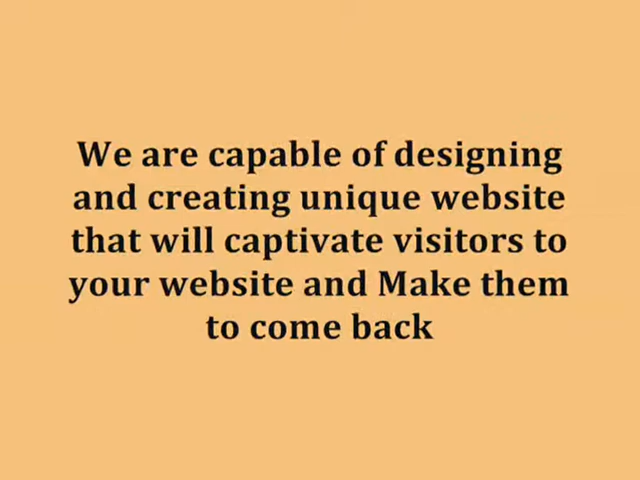 We are capable of designing
and creating unique website
that will captivate visitors to
your website and Make them
to come back